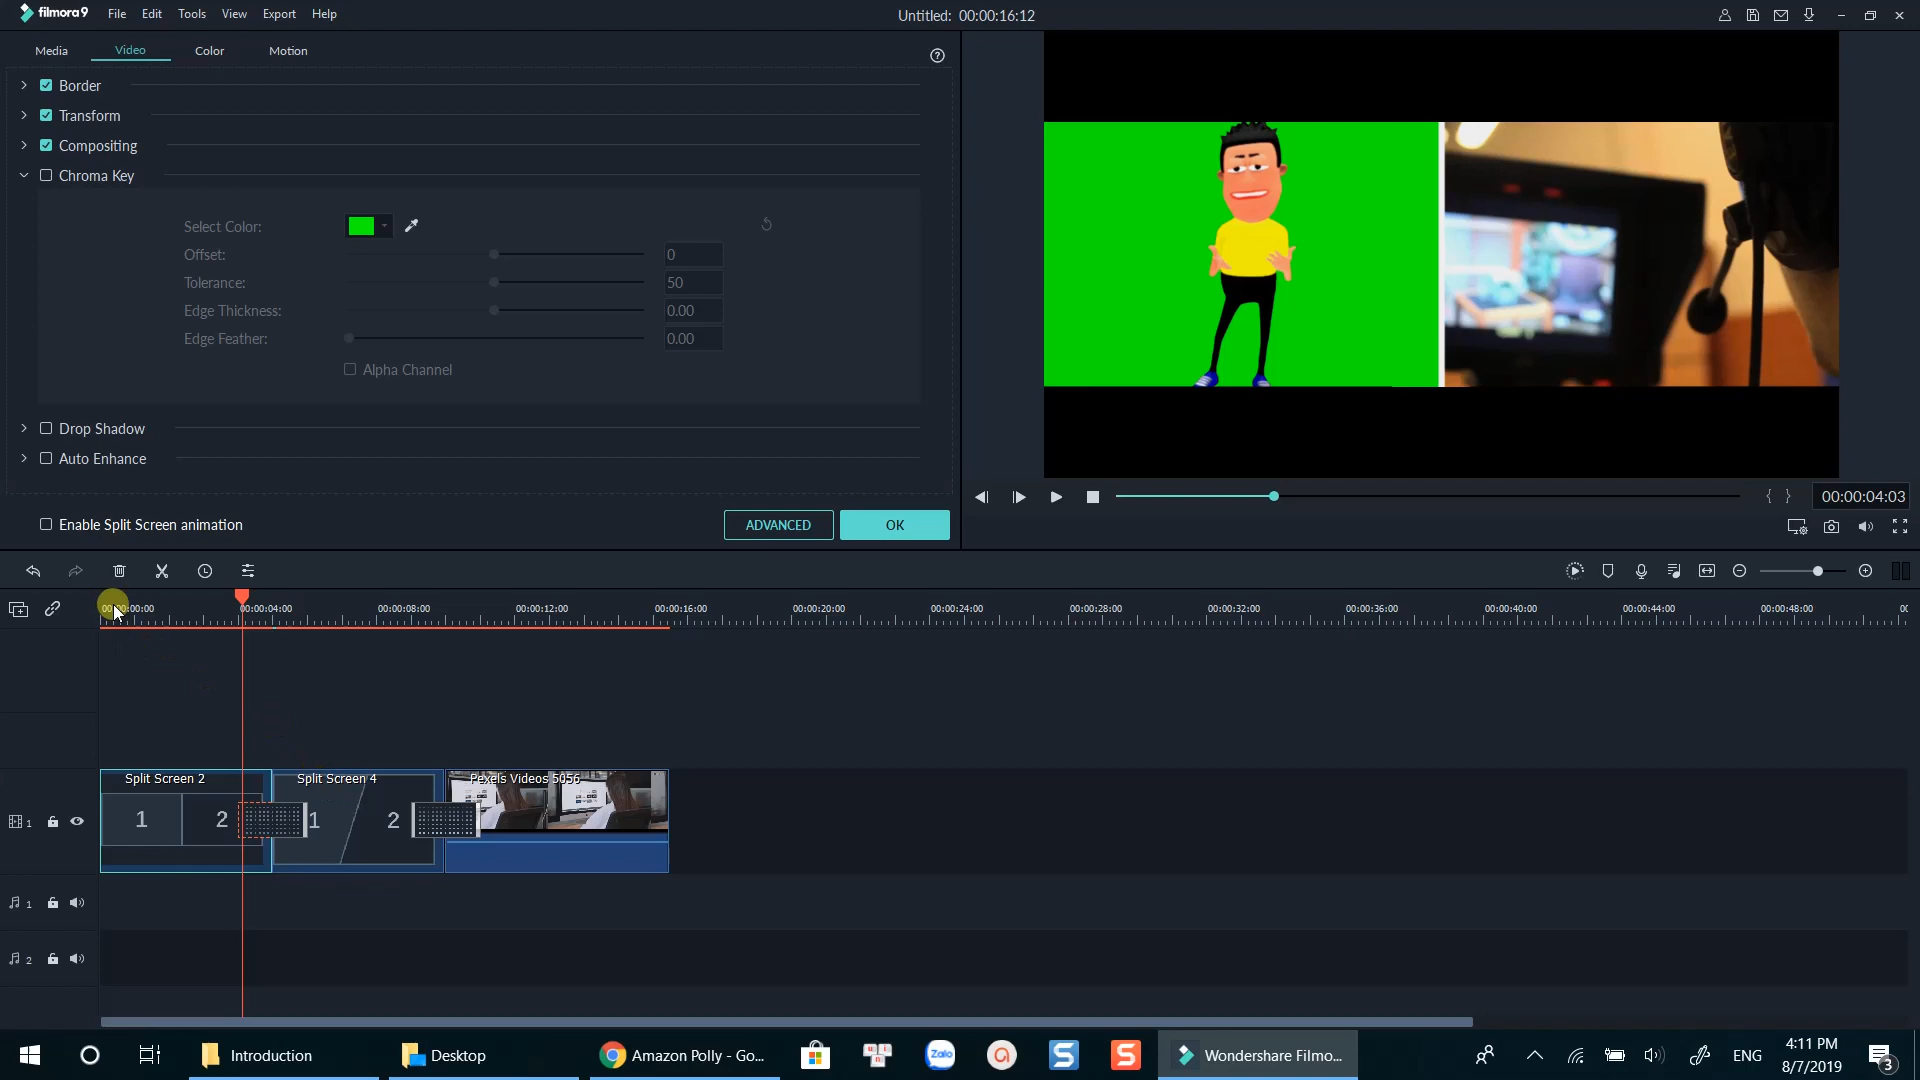 filmora9 File Edit Tools View Export Help
Untitled: 00:00:16:12
Media Video Color Motion
Border
Transform
Compositing
Chroma Key
Select Color:
Offset: 0
Tolerance: 50
Edge Thickness: 0.00
Edge Feather: 0.00
Alpha Channel
Drop Shadow
Auto Enhance
Enable Split Screen animation
ADVANCED OK
00:00:04:03
00:00:04:00 00:00:08:00 00:00:12:00 00:00:16:00 00:00:20:00 00:00:24:00 00:00:28:00 00:00:32:00 00:00:36:00 00:00:40:00 00:00:44:00 00:00:48:00
Split Screen 2 Split Screen 4 Pexels Videos 5056
1 1 2 1 2
1
2
Introduction Desktop Amazon Polly - Go... Zalo S S Wondershare Filmo... ENG
4:11 PM
8/7/2019
3